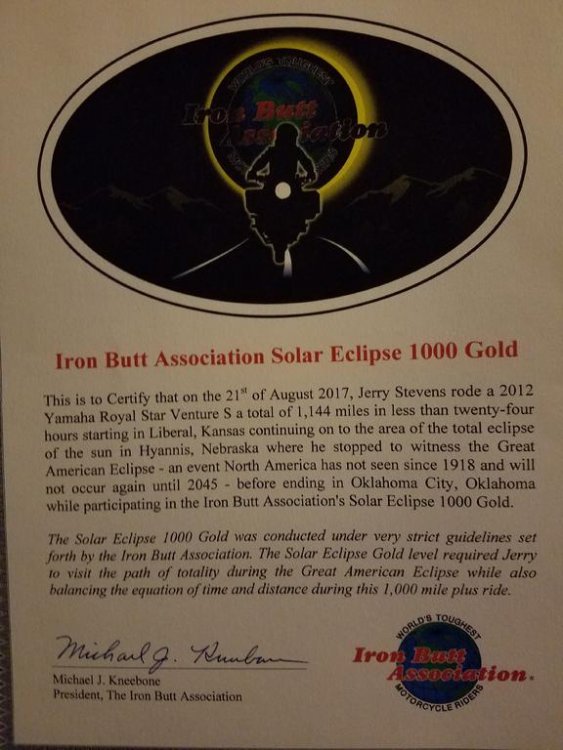 WORLD'S TOUGHEST
Iron Butt
Association
Iron Butt Association Solar Eclipse 1000 Gold
This is to Certify that on the 21st of August 2017, Jerry Stevens rode a 2012
Yamaha Royal Star Venture S a total of 1,144 miles in less than twenty-four
hours starting in Liberal, Kansas continuing on to the area of the total eclipse
of the sun in Hyannis, Nebraska where he stopped to witness the Great
American Eclipse - an event North America has not seen since 1918 and will
not occur again until 2045 - before ending in Oklahoma City, Oklahoma
while participating in the Iron Butt Association's Solar Eclipse 1000 Gold.
The Solar Eclipse 1000 Gold was conducted under very strict guidelines set
forth by the Iron Butt Association. The Solar Eclipse Gold level required Jerry
to visit the path of totality during the Great American Eclipse while also
balancing the equation of time and distance during this 1,000 mile plus ride.
Michael J. Kneebone
Michael J. Kneebone
President, The Iron Butt Association
WORLD'S TOUGHEST
Iron Butt
Association.
MOTORCYCLE RIDERS